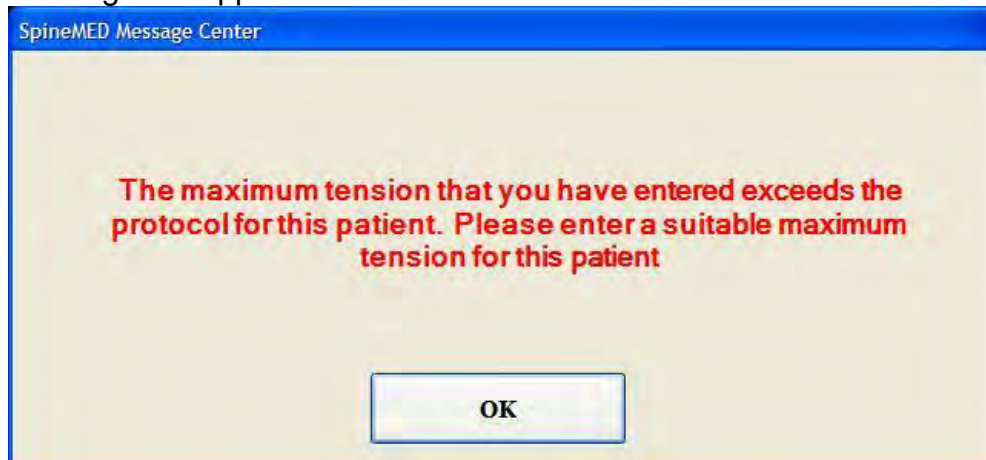 SpineMED Message Center
The maximum tension that you have entered exceeds the
protocol for this patient. Please enter a suitable maximum
tension for this patient
OK